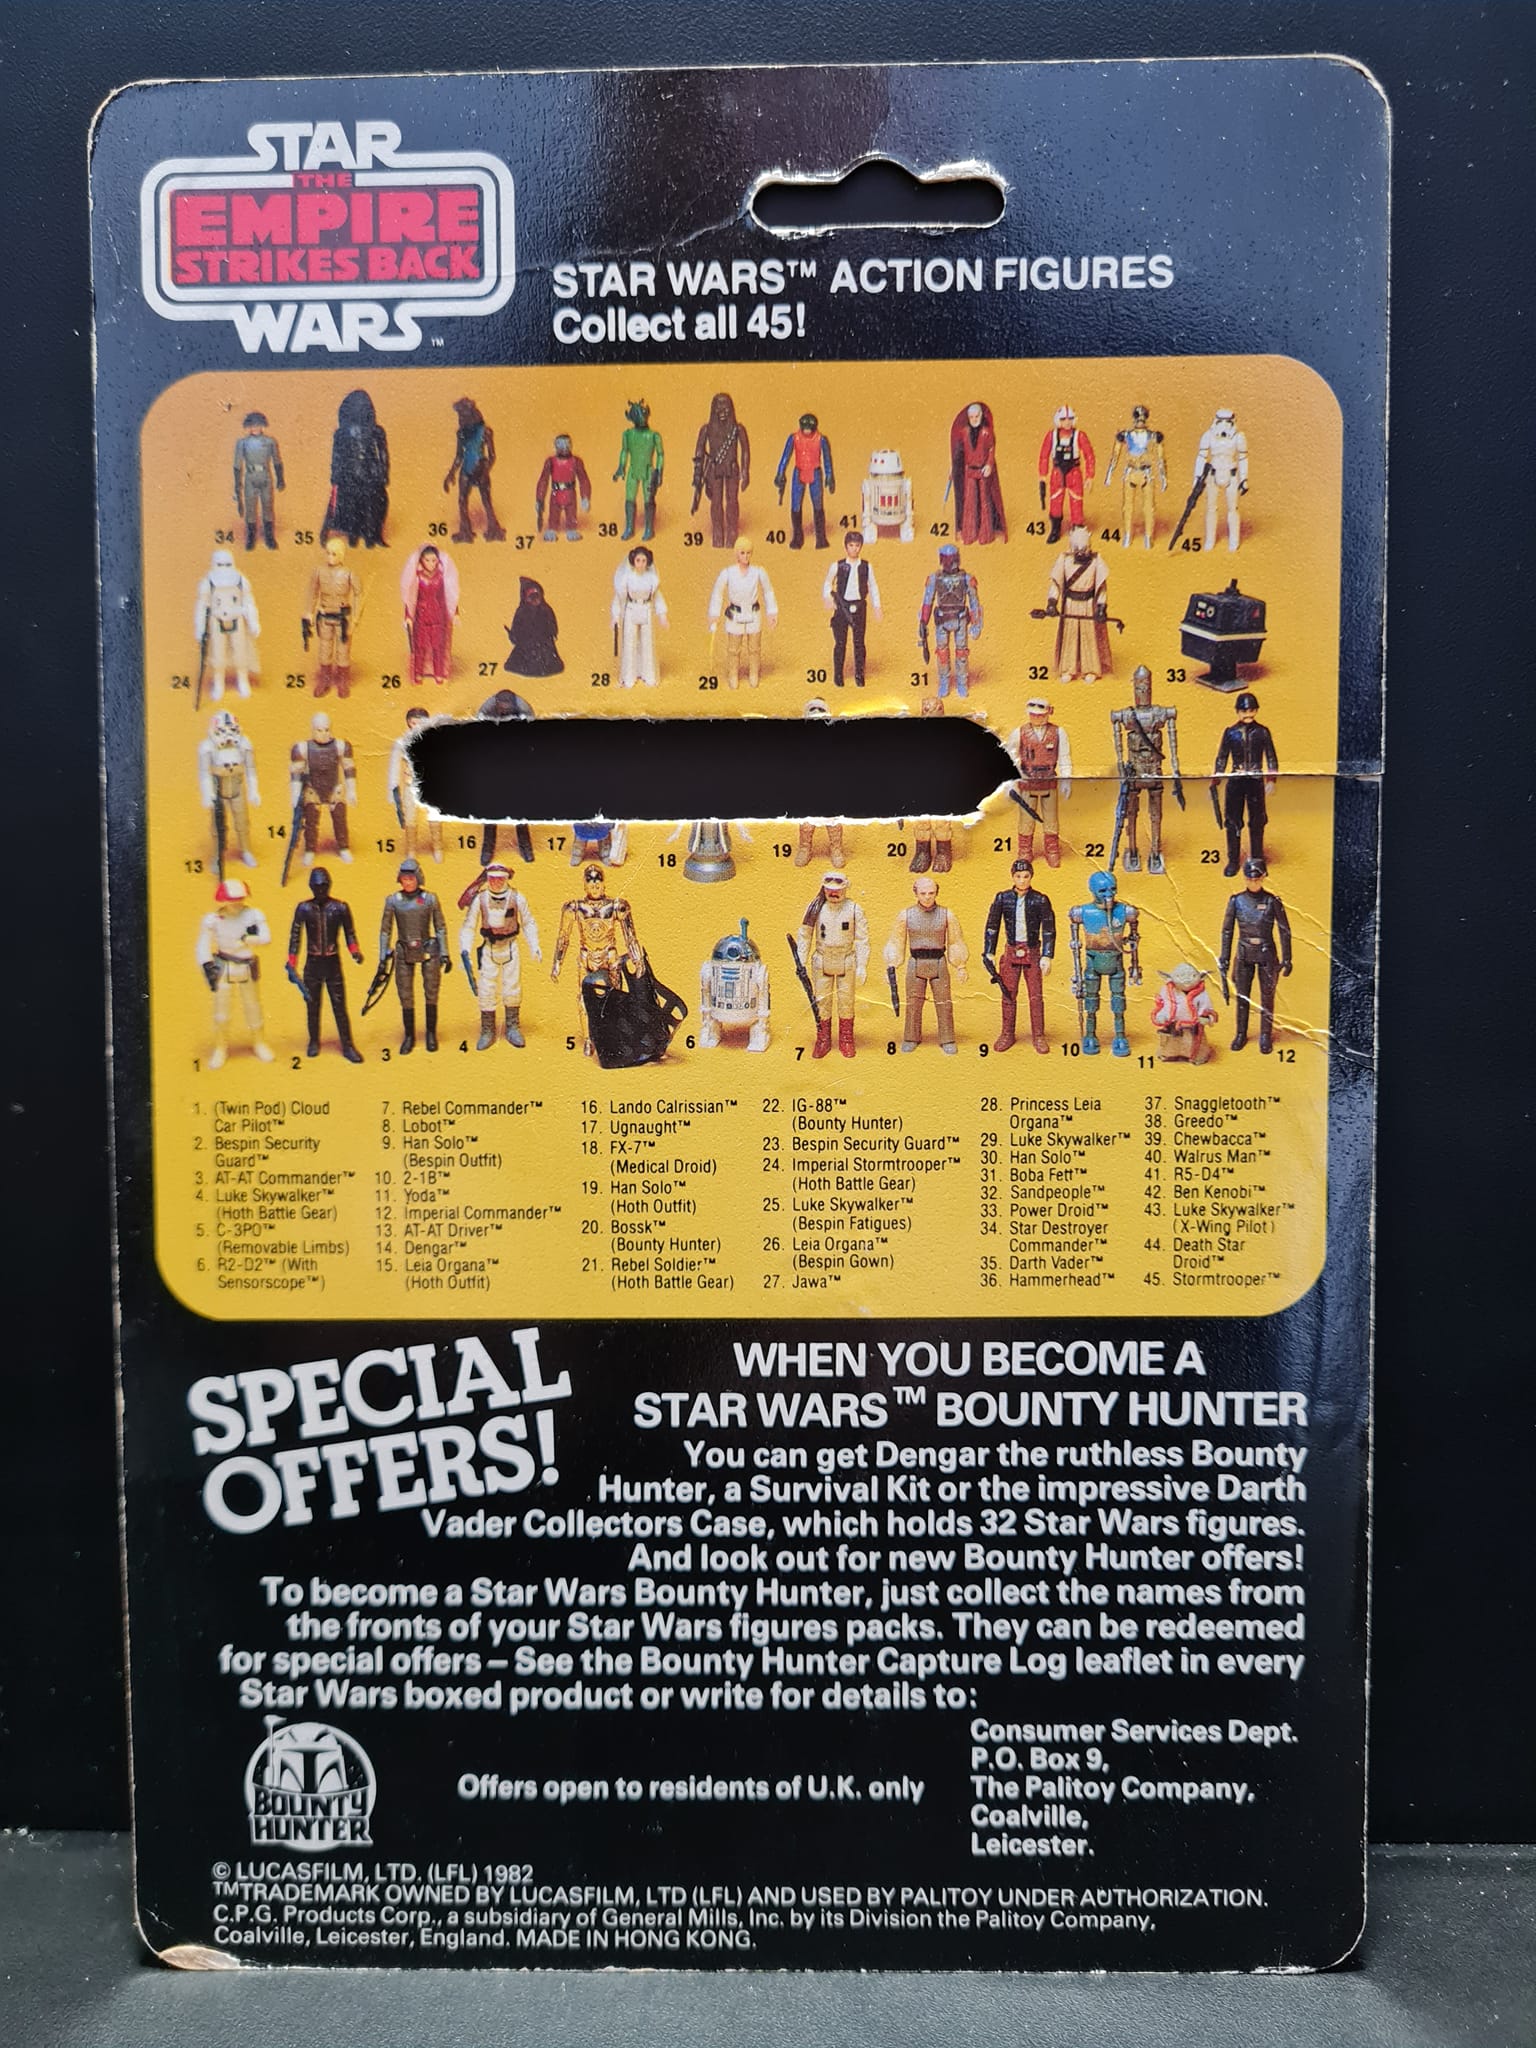 STAR
THE
EMPIRE
STRIKES BACK
WARS™
STAR WARS™ ACTION FIGURES
Collect all 45!
34 35 36 37 38 39 40 41 42 43 44 45
24 25 26 27 28 29 30 31 32 33
13 14 15 16 17 18 19 20 21 22 23
1 2 3 4 5 6 7 8 9 10 11 12
1. (Twin Pod) Cloud
Car Pilot™
2. Bespin Security
Guard™
3. AT-AT Commander™
4. Luke Skywalker™
(Hoth Battle Gear)
5. C-3PO™
(Removable Limbs)
6. R2-D2™ (With
Sensorscope™)
7. Rebel Commander™
8. Lobot™
9. Han Solo™
(Bespin Outfit)
10. 2-1B™
11. Yoda™
12. Imperial Commander™
13. AT-AT Driver™
14. Dengar™
15. Leia Organa™
(Hoth Outfit)
16. Lando Calrissian™
17. Ugnaught™
18. FX-7™
(Medical Droid)
19. Han Solo™
(Hoth Outfit)
20. Bossk™
(Bounty Hunter)
21. Rebel Soldier™
(Hoth Battle Gear)
22. IG-88™
(Bounty Hunter)
23. Bespin Security Guard™
24. Imperial Stormtrooper™
(Hoth Battle Gear)
25. Luke Skywalker™
(Bespin Fatigues)
26. Leia Organa™
(Bespin Gown)
27. Jawa™
28. Princess Leia
Organa™
29. Luke Skywalker™
30. Han Solo™
31. Boba Fett™
32. Sandpeople™
33. Power Droid™
34. Star Destroyer
Commander™
35. Darth Vader™
36. Hammerhead™
37. Snaggletooth™
38. Greedo™
39. Chewbacca™
40. Walrus Man™
41. R5-D4™
42. Ben Kenobi™
43. Luke Skywalker™
(X-Wing Pilot)
44. Death Star
Droid™
45. Stormtrooper™
SPECIAL
OFFERS!
WHEN YOU BECOME A
STAR WARS™ BOUNTY HUNTER
You can get Dengar the ruthless Bounty
Hunter, a Survival Kit or the impressive Darth
Vader Collectors Case, which holds 32 Star Wars figures.
And look out for new Bounty Hunter offers!
To become a Star Wars Bounty Hunter, just collect the names from
the fronts of your Star Wars figures packs. They can be redeemed
for special offers – See the Bounty Hunter Capture Log leaflet in every
Star Wars boxed product or write for details to:
BOUNTY
HUNTER
Offers open to residents of U.K. only
Consumer Services Dept.
P.O. Box 9,
The Palitoy Company,
Coalville,
Leicester.
© LUCASFILM, LTD. (LFL) 1982
™TRADEMARK OWNED BY LUCASFILM, LTD (LFL) AND USED BY PALITOY UNDER AUTHORIZATION.
C.P.G. Products Corp., a subsidiary of General Mills, Inc. by its Division the Palitoy Company,
Coalville, Leicester, England. MADE IN HONG KONG.